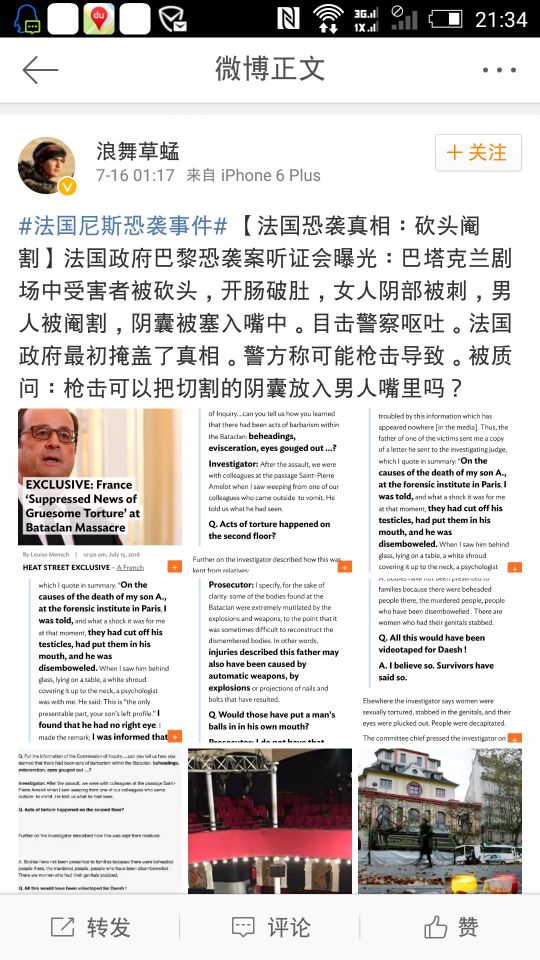 du
3G
1X
21:34
微博正文
浪舞草蜢
+ 关注
7-16 01:17 来自 iPhone 6 Plus
#法国尼斯恐袭事件# 【法国恐袭真相：砍头阉
割】法国政府巴黎恐袭案听证会曝光：巴塔克兰剧
场中受害者被砍头，开肠破肚，女人阴部被刺，男
人被阉割，阴囊被塞入嘴中。目击警察呕吐。法国
政府最初掩盖了真相。警方称可能枪击导致。被质
问：枪击可以把切割的阴囊放入男人嘴里吗？
EXCLUSIVE: France
‘Suppressed News of
Gruesome Torture’ at
Bataclan Massacre
By Louise Mensch | 10:50 am, July 15, 2016
HEAT STREET EXCLUSIVE – A French
of Inquiry....can you tell us how you learned
that there had been acts of barbarism within
the Bataclan: beheadings,
evisceration, eyes gouged out …?
Investigator: After the assault, we were
with colleagues at the passage Saint-Pierre
Amelot when I saw weeping from one of our
colleagues who came outside to vomit. He
told us what he had seen.
Q. Acts of torture happened on
the second floor?
Further on the investigator described how this was
kept from relatives:
troubled by this information which has
appeared nowhere [in the media]. Thus, the
father of one of the victims sent me a copy
of a letter he sent to the investigating judge,
which I quote in summary: “On the
causes of the death of my son A.,
at the forensic institute in Paris, I
was told, and what a shock it was for me
at that moment, they had cut off his
testicles, had put them in his
mouth, and he was
disemboweled. When I saw him behind
glass, lying on a table, a white shroud
covering it up to the neck, a psychologist
which I quote in summary: “On the
causes of the death of my son A.,
at the forensic institute in Paris, I
was told, and what a shock it was for me
at that moment, they had cut off his
testicles, had put them in his
mouth, and he was
disemboweled. When I saw him behind
glass, lying on a table, a white shroud
covering it up to the neck, a psychologist
was with me. He said: This is “the only
presentable part, your son’s left profile.” I
found that he had no right eye. I
made the remark; I was informed that
Prosecutor: I specify, for the sake of
clarity: some of the bodies found at the
Bataclan were extremely mutilated by the
explosions and weapons, to the point that it
was sometimes difficult to reconstruct the
dismembered bodies. In other words,
injuries described this father may
also have been caused by
automatic weapons, by
explosions or projections of nails and
bolts that have resulted.
Q Would those have put a man’s
balls in in his own mouth?
Prosecutor: I do not have that
A. Bodies have not been presented to
families because there were beheaded
people there, the murdered people, people
who have been disembowelled . There are
women who had their genitals stabbed.
Q. All this would have been
videotaped for Daesh !
A. I believe so. Survivors have
said so.
Elsewhere the investigator says women were
sexually tortured, stabbed in the genitals, and their
eyes were plucked out. People were decapitated.
The committee chief pressed the investigator on
Q. For the information of the Commission of Inquiry....can you tell us how you
learned that there had been acts of barbarism within the Bataclan: beheadings,
evisceration, eyes gouged out …?
Investigator: After the assault, we were with colleagues at the passage Saint-
Pierre Amelot when I saw weeping from one of our colleagues who came
outside to vomit. He told us what he had seen.
Q. Acts of torture happened on the second floor?
Further on the investigator described how this was kept from relatives:
A. Bodies have not been presented to families because there were beheaded
people there, the murdered people, people who have been disembowelled .
There are women who had their genitals stabbed.
Q. All this would have been videotaped for Daesh !
转发
评论
赞